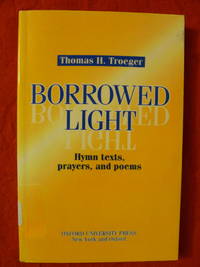 Thomas H. Troeger
BORROWED
LIGHT
Hymn texts,
prayers, and poems
OXFORD UNIVERSITY PRESS
New York and Oxford